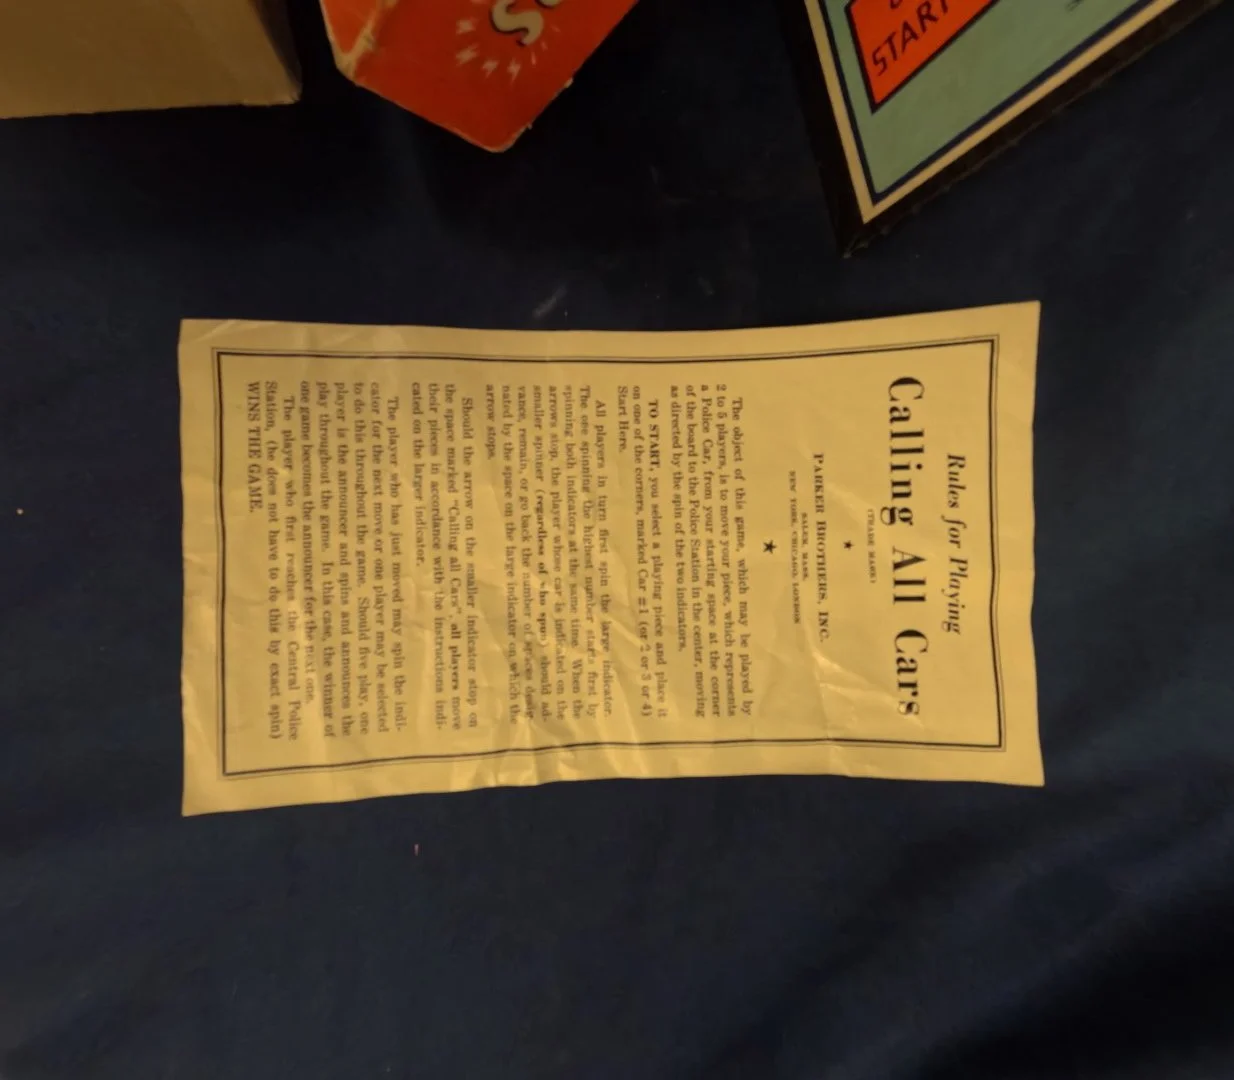 START
Rules for Playing
Calling All Cars
(TRADE MARK)
PARKER BROTHERS, INC.
SALEM, MASS.
NEW YORK, CHICAGO, LONDON
The object of this game, which may be played by
2 to 5 players, is to move your piece, which represents
a Police Car, from your starting space at the corner
of the board to the Police Station in the center, moving
as directed by the spin of the two indicators.
TO START, you select a playing piece and place it
on one of the corners, marked Car #1 (or 2 or 3 or 4)
Start Here.
All players in turn first spin the large indicator.
The one spinning the highest number starts first by
spinning both indicators at the same time. When the
arrows stop, the player whose car is indicated on the
smaller spinner (regardless of who spun) should ad-
vance, remain, or go back the number of spaces desig-
nated by the space on the large indicator on which the
arrow stops.
Should the arrow on the smaller indicator stop on
the space marked "Calling all Cars", all players move
their pieces in accordance with the instructions indi-
cated on the larger indicator.
The player who has just moved may spin the indi-
cator for the next move or one player may be selected
to do this throughout the game. Should five play, one
player is the announcer and spins and announces the
play throughout the game. In this case, the winner of
one game becomes the announcer for the next one.
The player who first reaches the Central Police
Station, (he does not have to do this by exact spin)
WINS THE GAME.